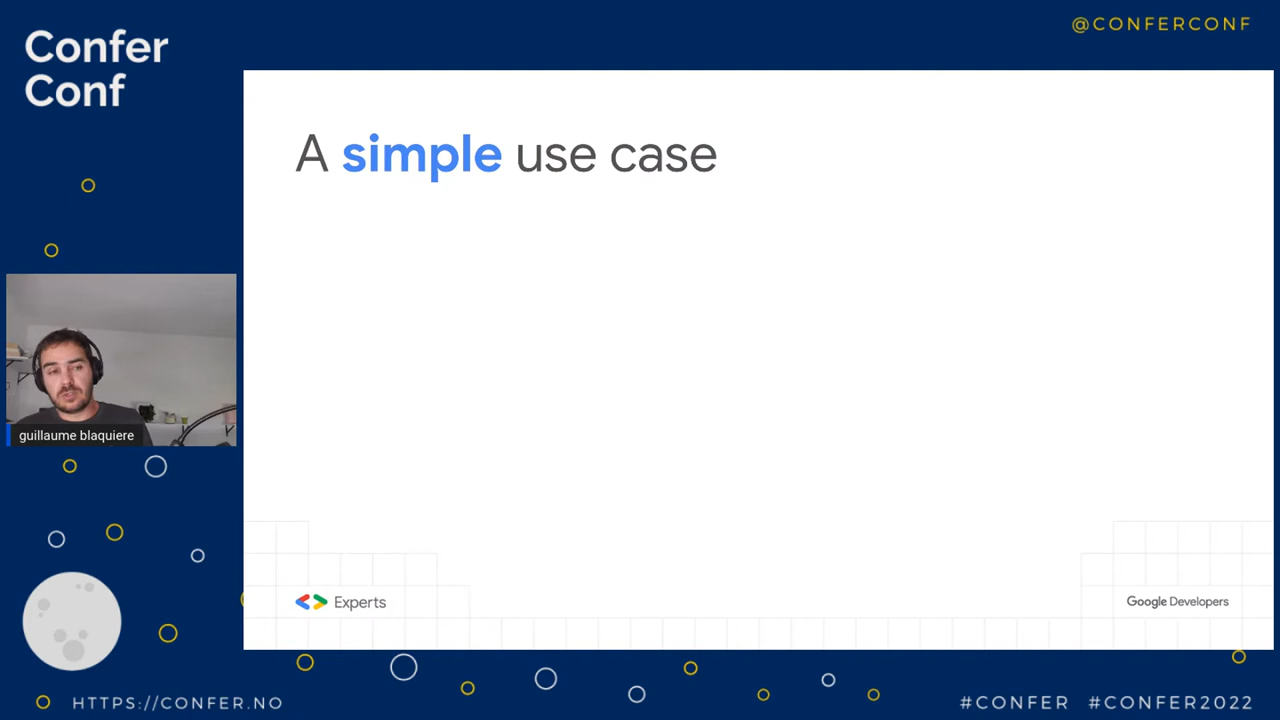 Confer
Conf
@CONFERCONF
A simple use case
guillaume blaquiere
Experts
Google Developers
HTTPS://CONFER.NO
#CONFER #CONFER2022